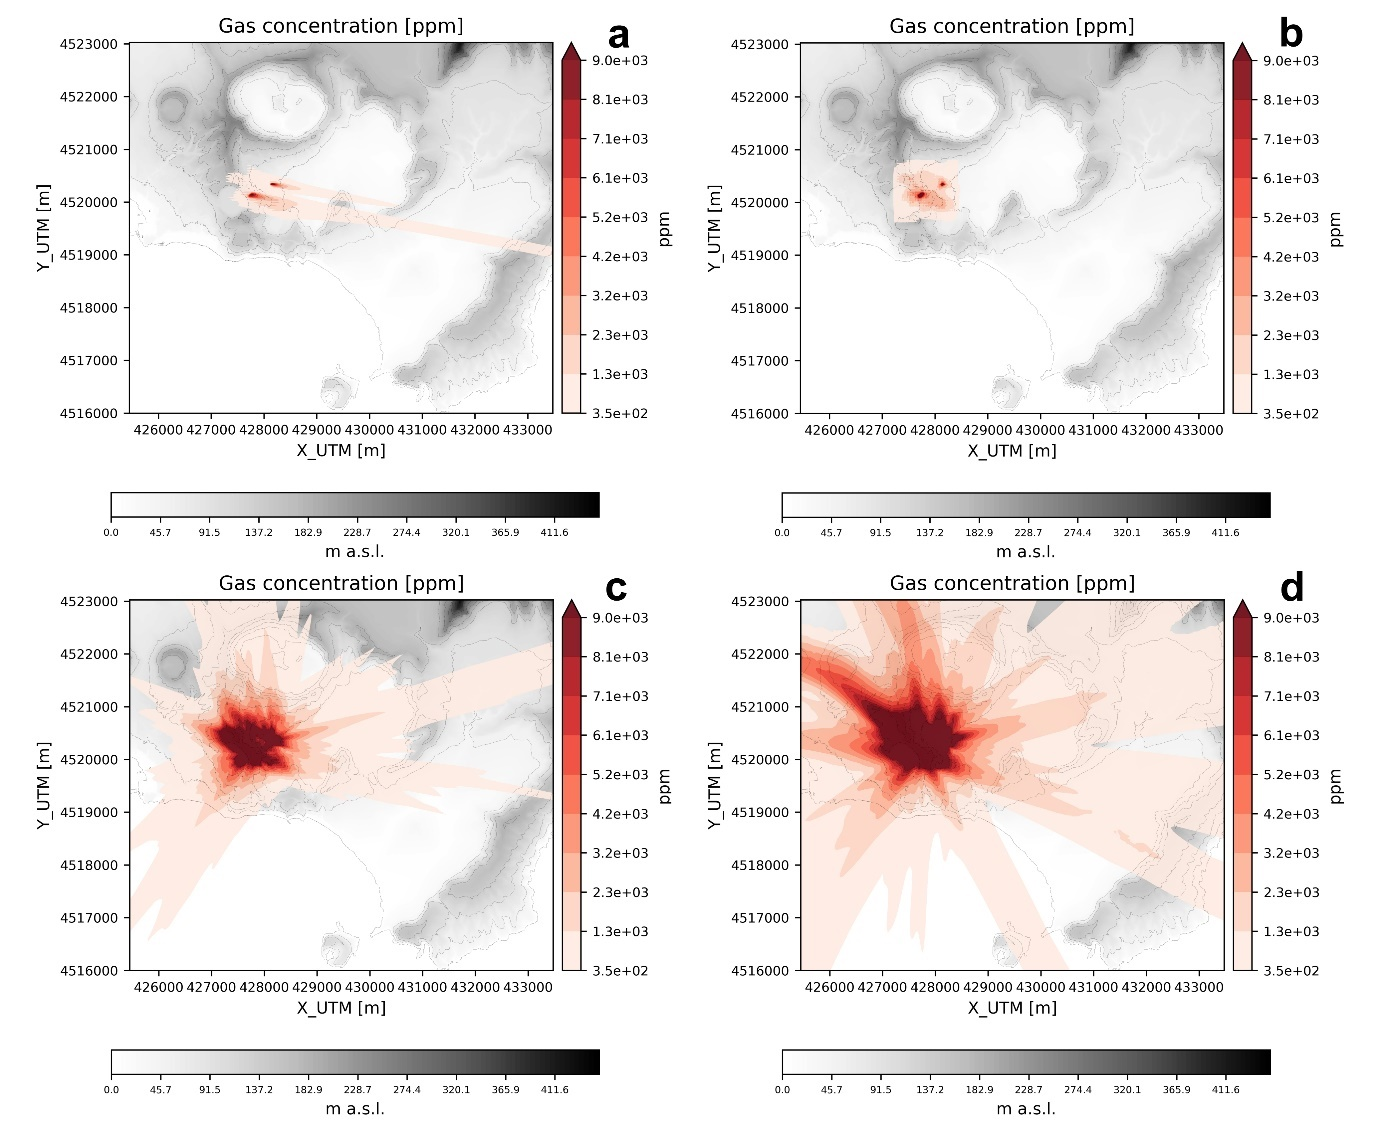 Gas concentration [ppm]
a
4523000
4522000
4521000
4520000
4519000
4518000
4517000
4516000
Y_UTM [m]
426000 427000 428000 429000 430000 431000 432000 433000
X_UTM [m]
9.0e+03
8.1e+03
7.1e+03
6.1e+03
5.2e+03
4.2e+03
3.2e+03
2.3e+03
1.3e+03
3.5e+02
ppm
0.0 45.7 91.5 137.2 182.9 228.7 274.4 320.1 365.9 411.6
m a.s.l.
Gas concentration [ppm]
b
4523000
4522000
4521000
4520000
4519000
4518000
4517000
4516000
Y_UTM [m]
426000 427000 428000 429000 430000 431000 432000 433000
X_UTM [m]
9.0e+03
8.1e+03
7.1e+03
6.1e+03
5.2e+03
4.2e+03
3.2e+03
2.3e+03
1.3e+03
3.5e+02
ppm
0.0 45.7 91.5 137.2 182.9 228.7 274.4 320.1 365.9 411.6
m a.s.l.
Gas concentration [ppm]
c
4523000
4522000
4521000
4520000
4519000
4518000
4517000
4516000
Y_UTM [m]
426000 427000 428000 429000 430000 431000 432000 433000
X_UTM [m]
9.0e+03
8.1e+03
7.1e+03
6.1e+03
5.2e+03
4.2e+03
3.2e+03
2.3e+03
1.3e+03
3.5e+02
ppm
0.0 45.7 91.5 137.2 182.9 228.7 274.4 320.1 365.9 411.6
m a.s.l.
Gas concentration [ppm]
d
4523000
4522000
4521000
4520000
4519000
4518000
4517000
4516000
Y_UTM [m]
426000 427000 428000 429000 430000 431000 432000 433000
X_UTM [m]
9.0e+03
8.1e+03
7.1e+03
6.1e+03
5.2e+03
4.2e+03
3.2e+03
2.3e+03
1.3e+03
3.5e+02
ppm
0.0 45.7 91.5 137.2 182.9 228.7 274.4 320.1 365.9 411.6
m a.s.l.